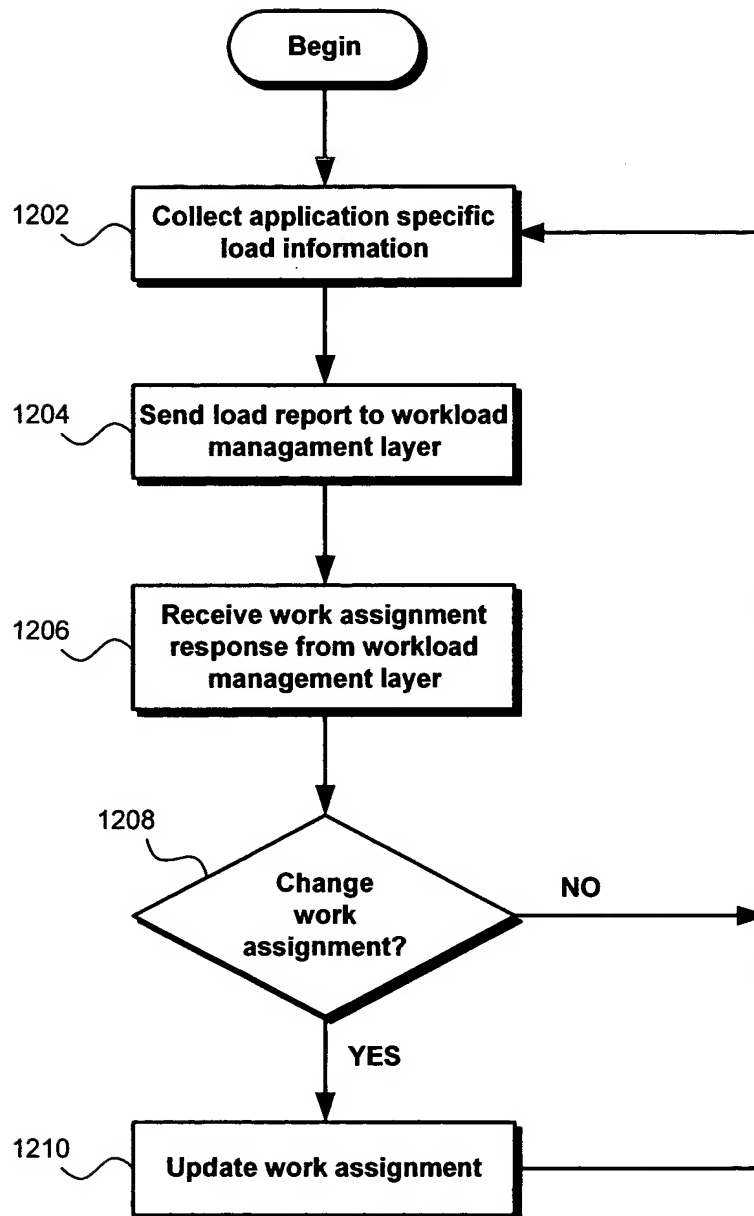 Begin
1202
Collect application specific
load information
1204
Send load report to workload
managament layer
1206
Receive work assignment
response from workload
management layer
1208
Change
work
assignment?
NO
YES
1210
Update work assignment